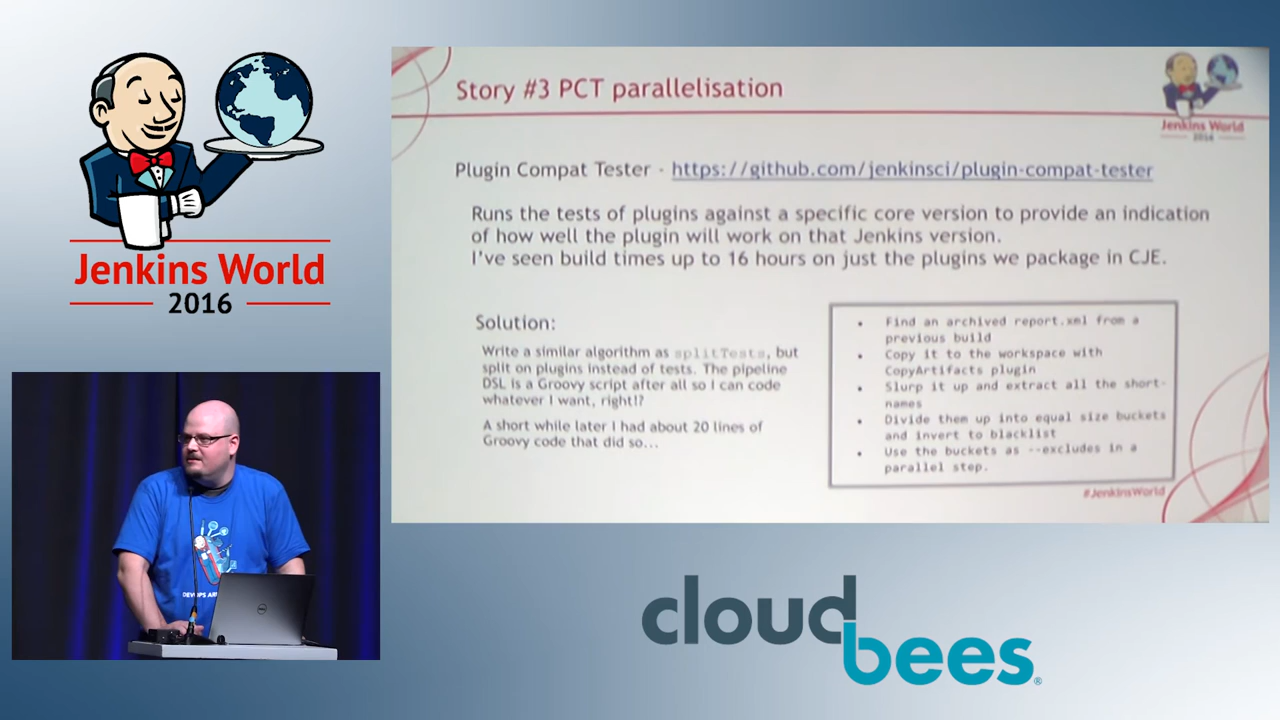 Jenkins World
2016
Story #3 PCT parallelisation
Jenkins World
2016
Plugin Compat Tester - https://github.com/jenkinsci/plugin-compat-tester
Runs the tests of plugins against a specific core version to provide an indication
of how well the plugin will work on that Jenkins version.
I've seen build times up to 16 hours on just the plugins we package in CJE.
Solution:
Write a similar algorithm as splitTests, but
split on plugins instead of tests. The pipeline
DSL is a Groovy script after all so I can code
whatever I want, right!?
A short while later I had about 20 lines of
Groovy code that did so...
• Find an archived report.xml from a
previous build
• Copy it to the workspace with
CopyArtifacts plugin
• Slurp it up and extract all the short-
names
• Divide them up into equal size buckets
and invert to blacklist
• Use the buckets as --excludes in a
parallel step.
#JenkinsWorld
DEVOPS
DELL
cloudbees®